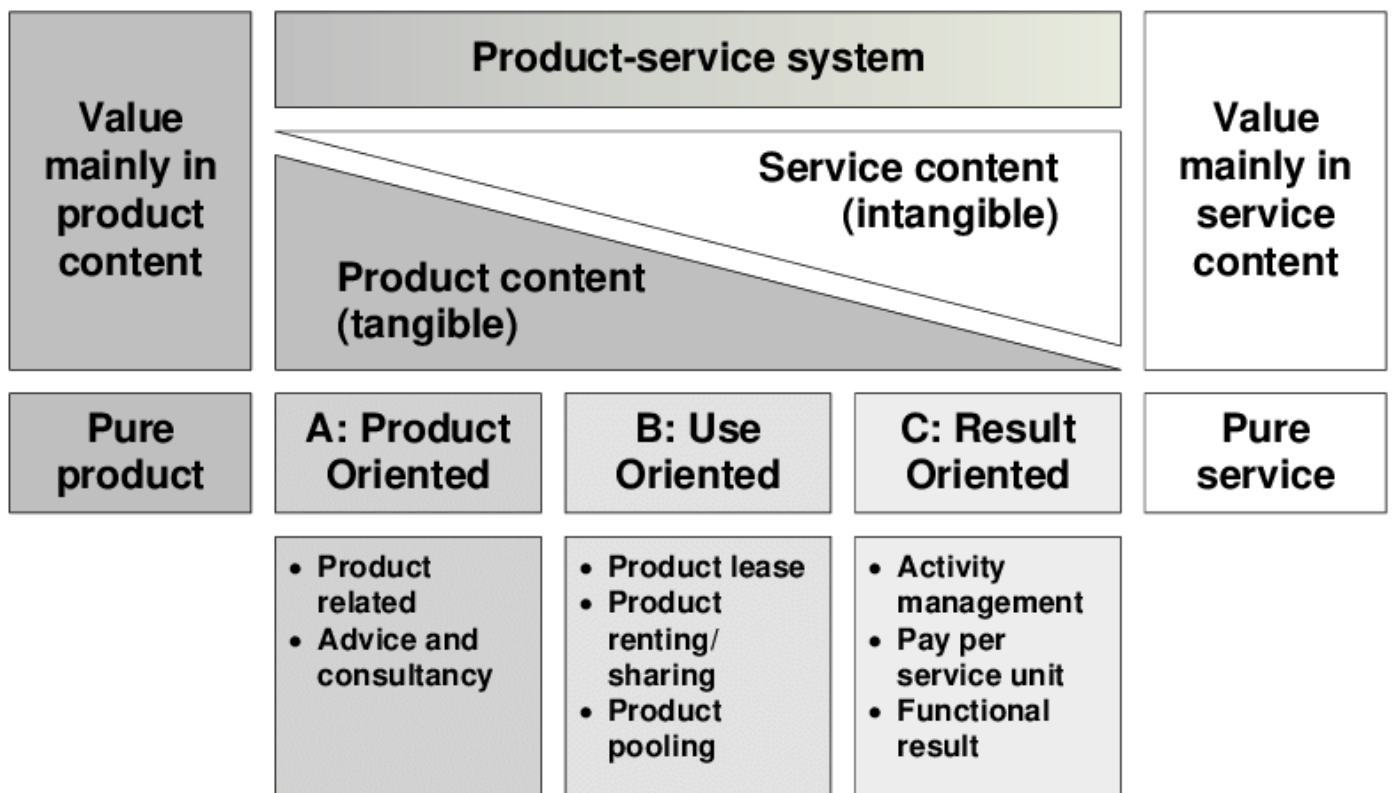 Value
mainly in
product
content
Product-service system
Service content
(intangible)
Product content
(tangible)
Value
mainly in
service
content
Pure
product
A: Product
Oriented
B: Use
Oriented
C: Result
Oriented
Pure
service
• Product
related
• Advice and
consultancy
• Product lease
• Product
renting/
sharing
• Product
pooling
• Activity
management
• Pay per
service unit
• Functional
result